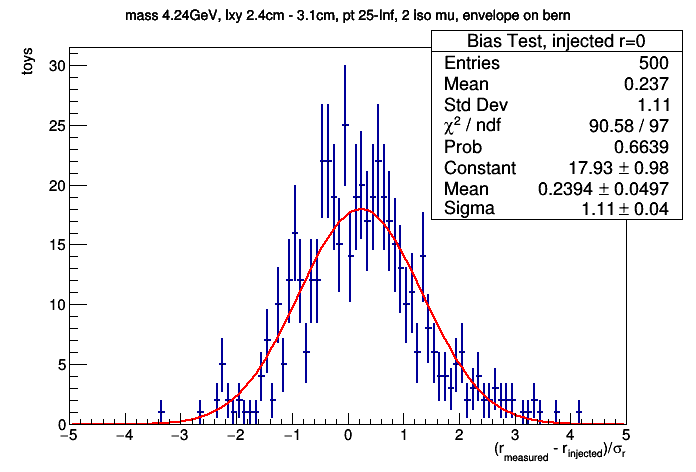 mass 4.24GeV, lxy 2.4cm - 3.1cm, pt 25-Inf, 2 Iso mu, envelope on bern
Bias Test, injected r=0
Entries 500
Mean 0.237
Std Dev 1.11
χ² / ndf 90.58 / 97
Prob 0.6639
Constant 17.93 ± 0.98
Mean 0.2394 ± 0.0497
Sigma 1.11 ± 0.04
toys
30
25
20
15
10
5
0
−5 −4 −3 −2 −1 0 1 2 3 4 5
(r_measured - r_injected)/σ_r